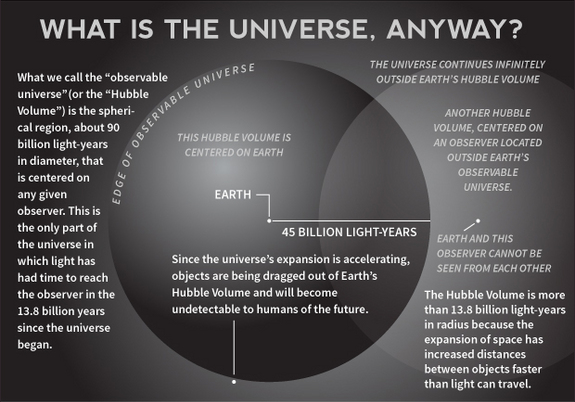 WHAT IS THE UNIVERSE, ANYWAY?
What we call the “observable
universe”(or the “Hubble
Volume”) is the spheri-
cal region, about 90
billion light-years
in diameter, that
is centered on
any given
observer. This is
the only part of
the universe in
which light has
had time to reach
the observer in the
13.8 billion years
since the universe
began.
EDGE OF OBSERVABLE UNIVERSE
THIS HUBBLE VOLUME IS
CENTERED ON EARTH
EARTH
45 BILLION LIGHT-YEARS
Since the universe’s expansion is accelerating,
objects are being dragged out of Earth’s
Hubble Volume and will become
undetectable to humans of the future.
THE UNIVERSE CONTINUES INFINITELY
OUTSIDE EARTH’S HUBBLE VOLUME
ANOTHER HUBBLE
VOLUME, CENTERED ON
AN OBSERVER LOCATED
OUTSIDE EARTH’S
OBSERVABLE
UNIVERSE.
EARTH AND THIS
OBSERVER CANNOT BE
SEEN FROM EACH OTHER
The Hubble Volume is more
than 13.8 billion light-years
in radius because the
expansion of space has
increased distances
between objects faster
than light can travel.